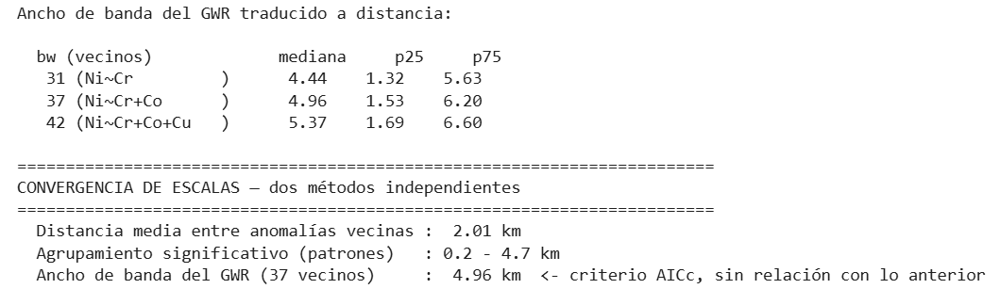 Ancho de banda del GWR traducido a distancia:
bw (vecinos) mediana p25 p75
31 (Ni~Cr ) 4.44 1.32 5.63
37 (Ni~Cr+Co ) 4.96 1.53 6.20
42 (Ni~Cr+Co+Cu ) 5.37 1.69 6.60
========================================================================
CONVERGENCIA DE ESCALAS — dos métodos independientes
========================================================================
Distancia media entre anomalías vecinas : 2.01 km
Agrupamiento significativo (patrones) : 0.2 - 4.7 km
Ancho de banda del GWR (37 vecinos) : 4.96 km <- criterio AICc, sin relación con lo anterior